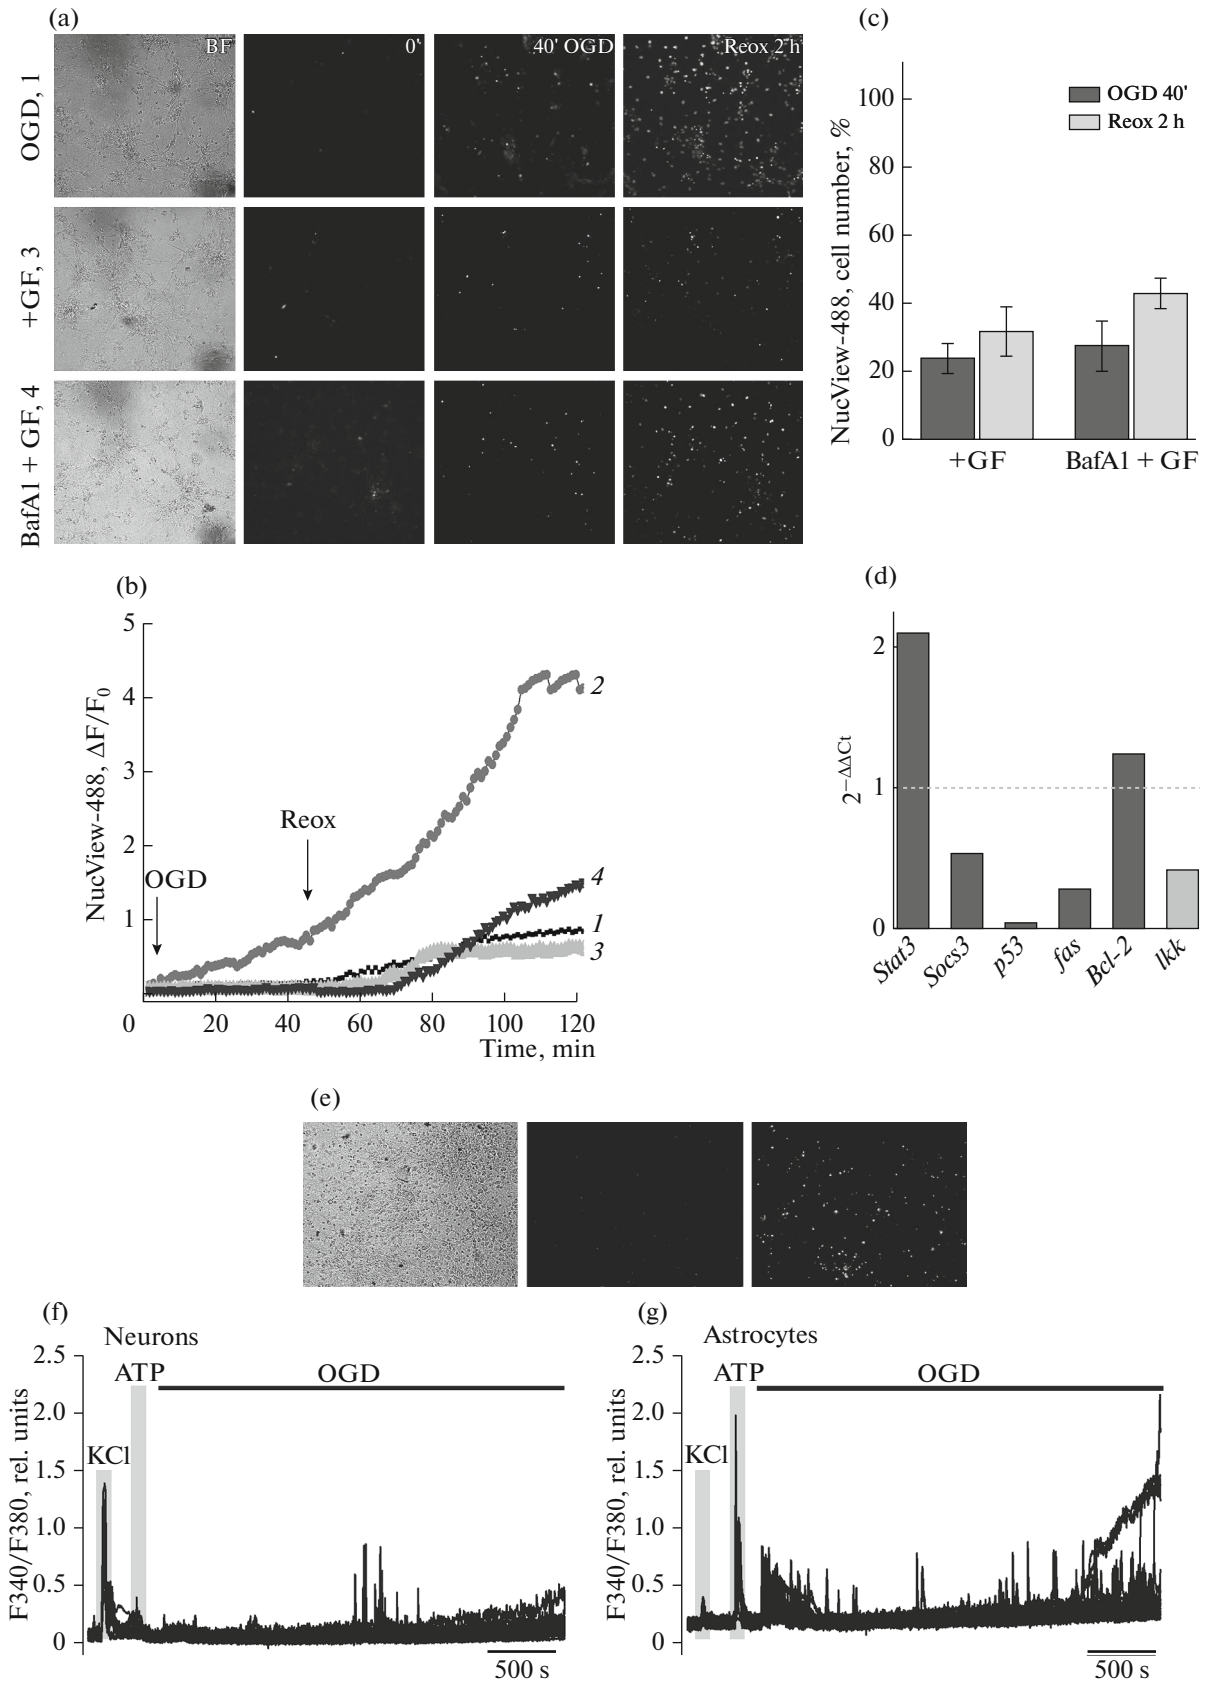 (a)
BF
0'
40' OGD
Reox 2 h
OGD, 1
+GF, 3
BafA1 + GF, 4
(c)
NucView-488, cell number, %
100
80
60
40
20
0
OGD 40'
Reox 2 h
+GF
BafA1 + GF
(b)
NucView-488, ΔF/F0
5
4
3
2
1
OGD
Reox
2
4
1
3
0
20
40
60
80
100
120
Time, min
(d)
2−ΔΔCt
2
1
0
Stat3
Socs3
p53
fas
Bcl-2
Ikk
(e)
(f)
Neurons
F340/F380, rel. units
2.5
2.0
1.5
1.0
0.5
0
KCl
ATP
OGD
500 s
(g)
Astrocytes
F340/F380, rel. units
2.5
2.0
1.5
1.0
0.5
0
KCl
ATP
OGD
500 s